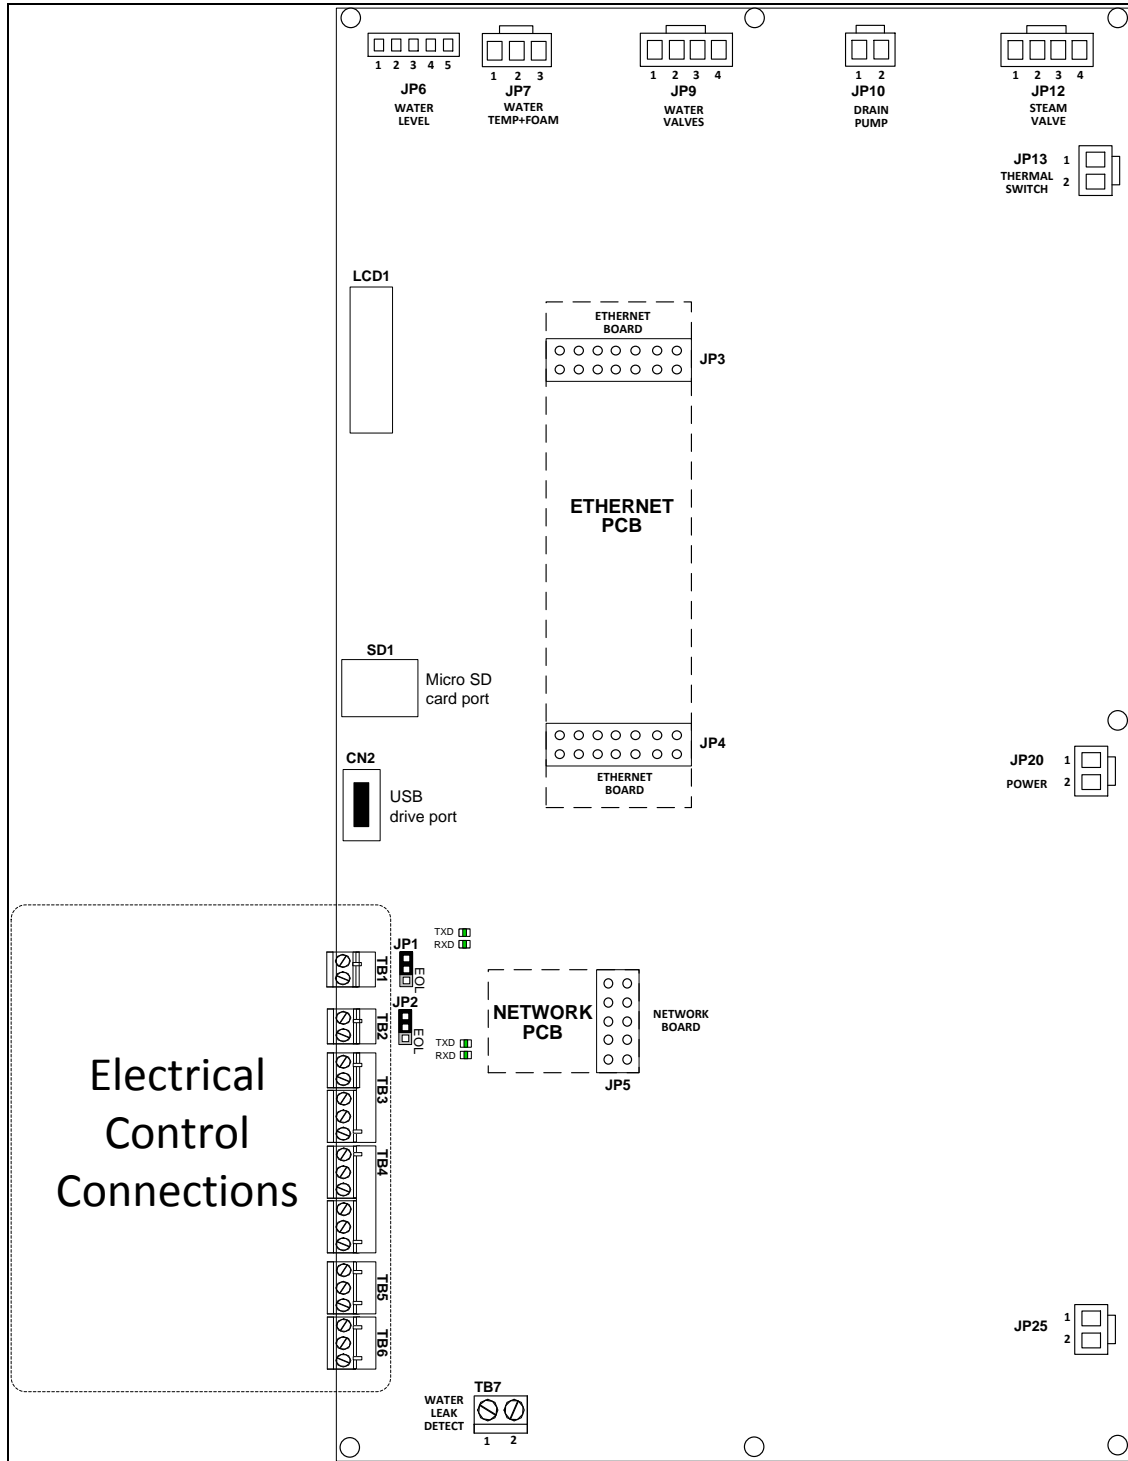 1 2 3 4 5
JP6
WATER
LEVEL
1 2 3
JP7
WATER
TEMP+FOAM
1 2 3 4
JP9
WATER
VALVES
1 2
JP10
DRAIN
PUMP
1 2 3 4
JP12
STEAM
VALVE
JP13
THERMAL
SWITCH
1
2
LCD1
ETHERNET
BOARD
JP3
ETHERNET
PCB
SD1
Micro SD
card port
JP4
ETHERNET
BOARD
CN2
USB
drive port
JP20
POWER
1
2
Electrical
Control
Connections
TB1
JP1
EOL
TXD
RXD
TB2
JP2
EOL
TXD
RXD
NETWORK
PCB
NETWORK
BOARD
JP5
TB3
TB4
TB5
TB6
JP25
1
2
TB7
WATER
LEAK
DETECT
1 2